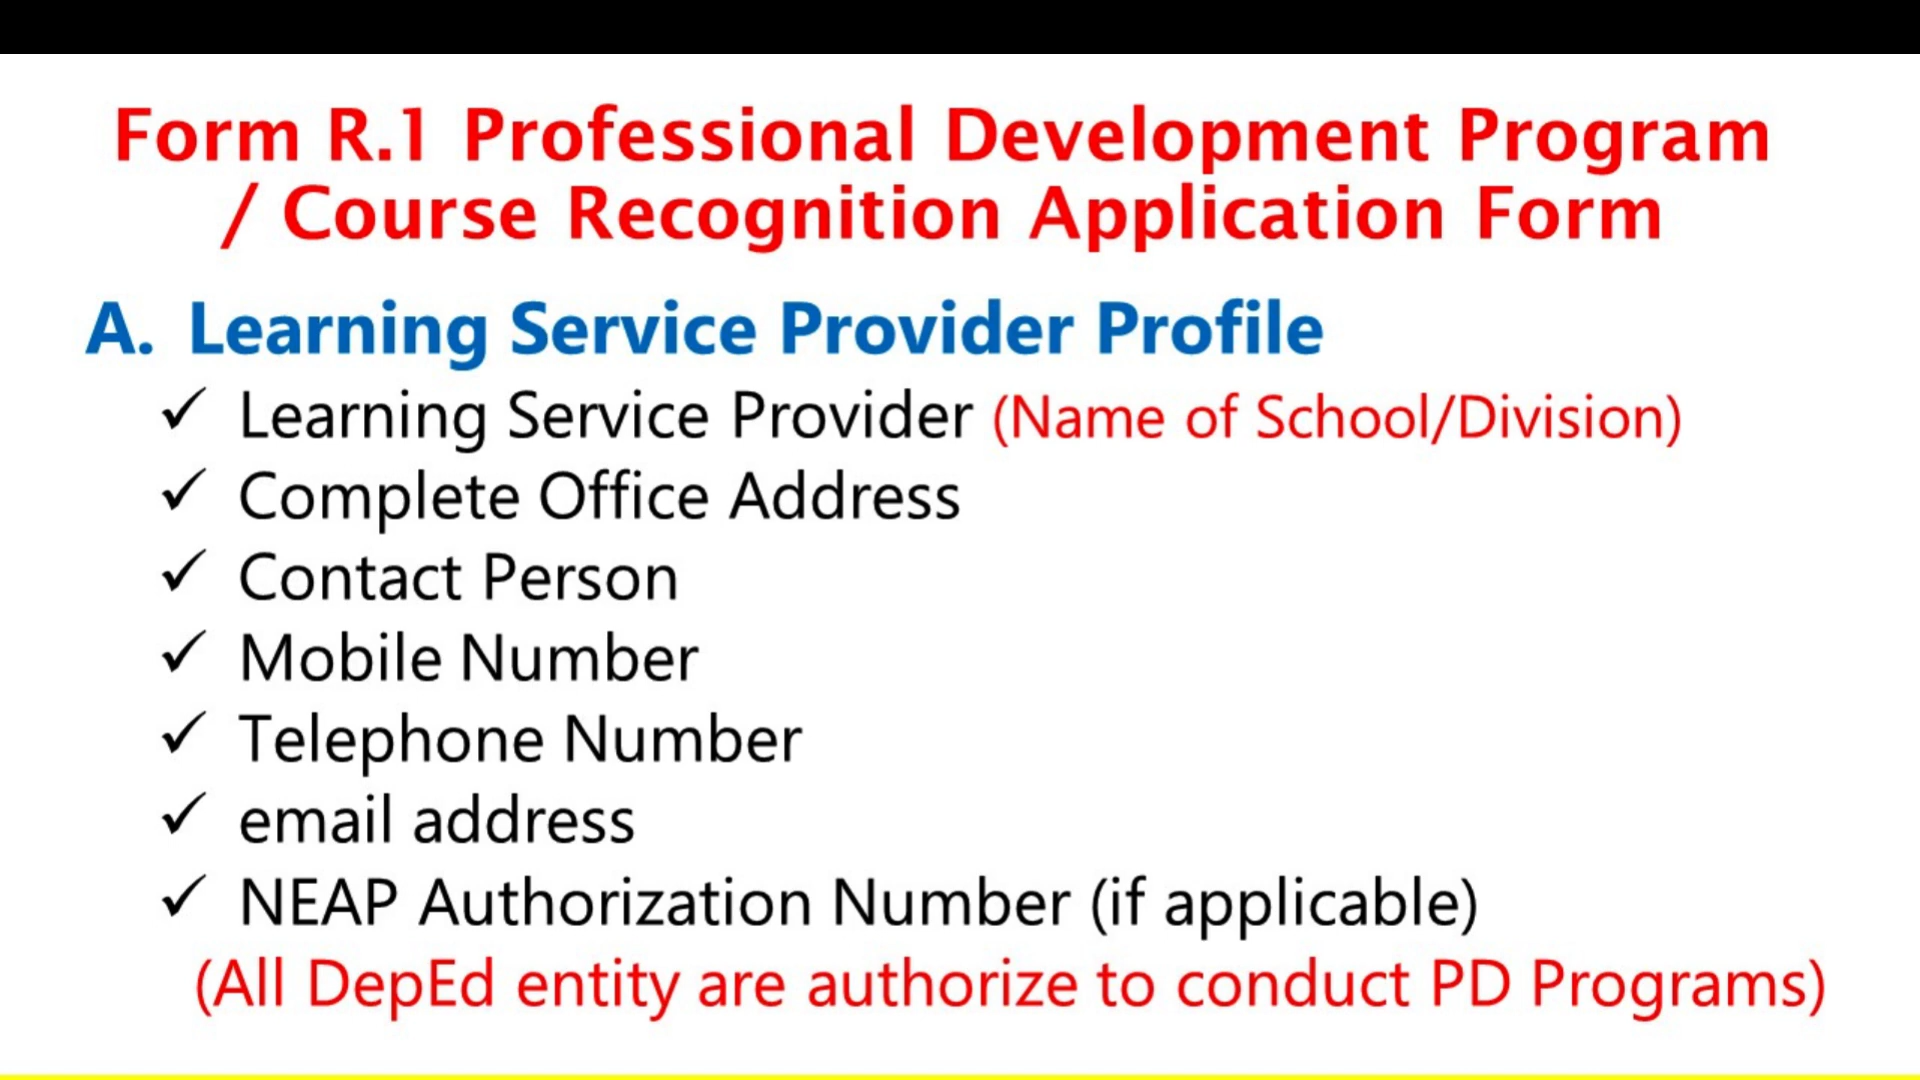 Form R.1 Professional Development Program
/ Course Recognition Application Form
A. Learning Service Provider Profile
✓ Learning Service Provider (Name of School/Division)
✓ Complete Office Address
✓ Contact Person
✓ Mobile Number
✓ Telephone Number
✓ email address
✓ NEAP Authorization Number (if applicable)
(All DepEd entity are authorize to conduct PD Programs)